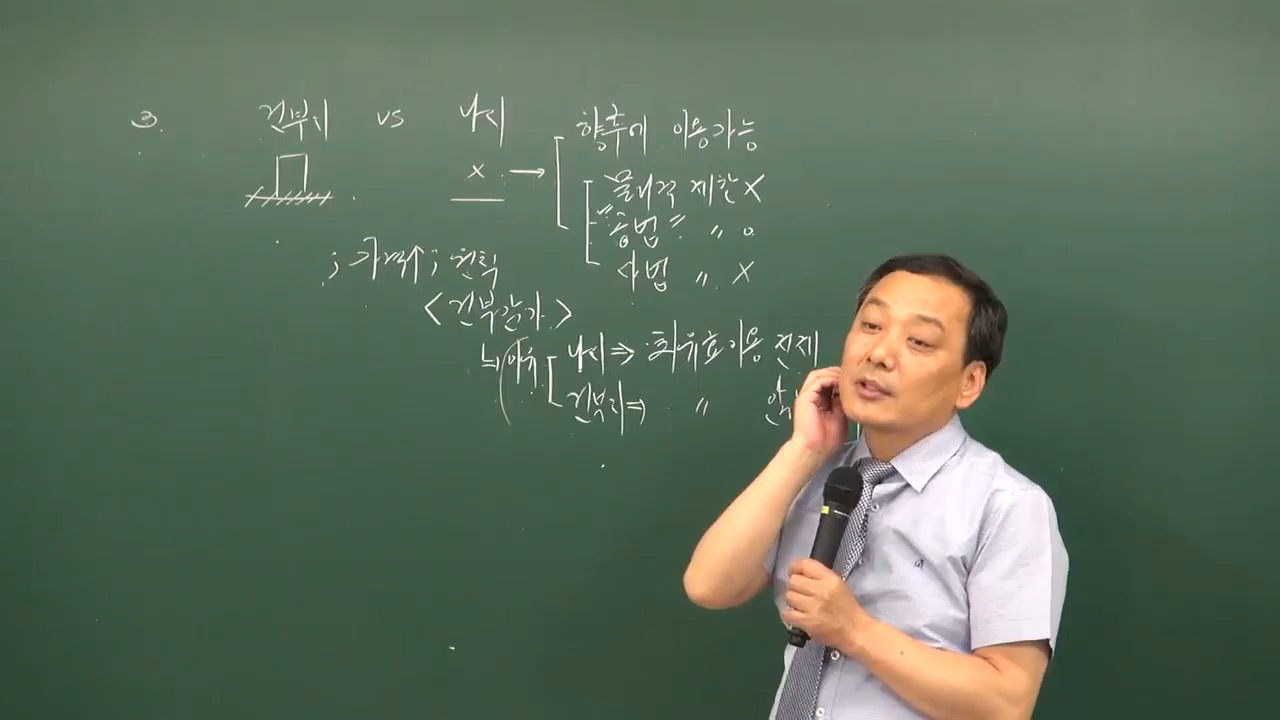 3. 건부지 vs 나지
x →
향후에 이용가능
물리적 제한 X
"공법" 〃 o
사법 〃 X
; 가격↑ ; 원칙
<건부감가>
이유
나지 ⇒ 최유효이용 전제
건부지 ⇒ 〃